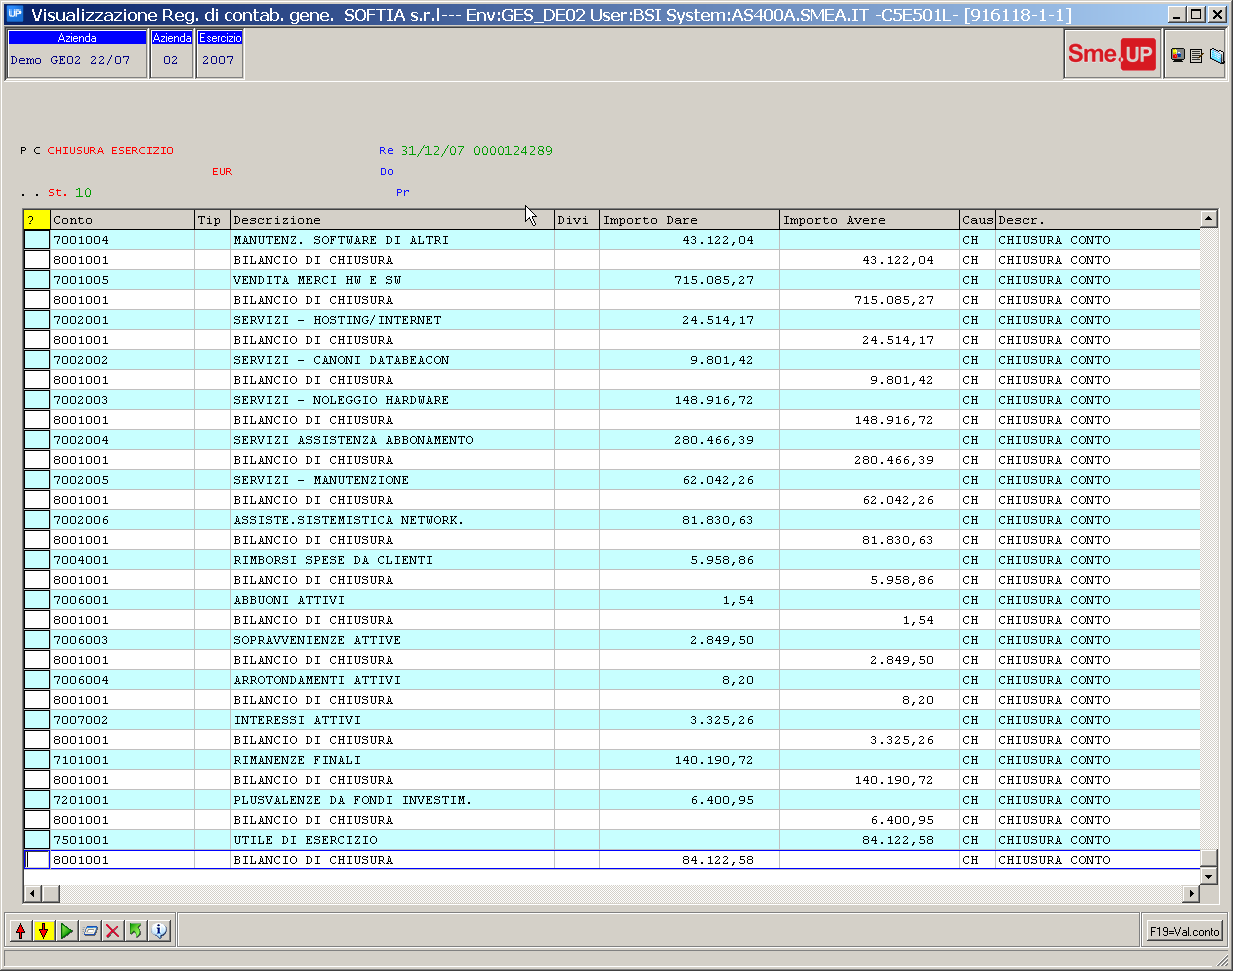 UP Visualizzazione Reg. di contab. gene. SOFTIA s.r.l--- Env:GES_DE02 User:BSI System:AS400A.SMEA.IT -C5E501L- [916118-1-1]
Azienda Azienda Esercizio
Demo GE02 22/07 02 2007
Sme.UP
P C CHIUSURA ESERCIZIO Re 31/12/07 0000124289
EUR Do
. . St. 10 Pr
? Conto Tip Descrizione Divi Importo Dare Importo Avere Caus Descr.
7001004 MANUTENZ. SOFTWARE DI ALTRI 43.122,04 CH CHIUSURA CONTO
8001001 BILANCIO DI CHIUSURA 43.122,04 CH CHIUSURA CONTO
7001005 VENDITA MERCI HW E SW 715.085,27 CH CHIUSURA CONTO
8001001 BILANCIO DI CHIUSURA 715.085,27 CH CHIUSURA CONTO
7002001 SERVIZI - HOSTING/INTERNET 24.514,17 CH CHIUSURA CONTO
8001001 BILANCIO DI CHIUSURA 24.514,17 CH CHIUSURA CONTO
7002002 SERVIZI - CANONI DATABEACON 9.801,42 CH CHIUSURA CONTO
8001001 BILANCIO DI CHIUSURA 9.801,42 CH CHIUSURA CONTO
7002003 SERVIZI - NOLEGGIO HARDWARE 148.916,72 CH CHIUSURA CONTO
8001001 BILANCIO DI CHIUSURA 148.916,72 CH CHIUSURA CONTO
7002004 SERVIZI ASSISTENZA ABBONAMENTO 280.466,39 CH CHIUSURA CONTO
8001001 BILANCIO DI CHIUSURA 280.466,39 CH CHIUSURA CONTO
7002005 SERVIZI - MANUTENZIONE 62.042,26 CH CHIUSURA CONTO
8001001 BILANCIO DI CHIUSURA 62.042,26 CH CHIUSURA CONTO
7002006 ASSISTE.SISTEMISTICA NETWORK. 81.830,63 CH CHIUSURA CONTO
8001001 BILANCIO DI CHIUSURA 81.830,63 CH CHIUSURA CONTO
7004001 RIMBORSI SPESE DA CLIENTI 5.958,86 CH CHIUSURA CONTO
8001001 BILANCIO DI CHIUSURA 5.958,86 CH CHIUSURA CONTO
7006001 ABBUONI ATTIVI 1,54 CH CHIUSURA CONTO
8001001 BILANCIO DI CHIUSURA 1,54 CH CHIUSURA CONTO
7006003 SOPRAVVENIENZE ATTIVE 2.849,50 CH CHIUSURA CONTO
8001001 BILANCIO DI CHIUSURA 2.849,50 CH CHIUSURA CONTO
7006004 ARROTONDAMENTI ATTIVI 8,20 CH CHIUSURA CONTO
8001001 BILANCIO DI CHIUSURA 8,20 CH CHIUSURA CONTO
7007002 INTERESSI ATTIVI 3.325,26 CH CHIUSURA CONTO
8001001 BILANCIO DI CHIUSURA 3.325,26 CH CHIUSURA CONTO
7101001 RIMANENZE FINALI 140.190,72 CH CHIUSURA CONTO
8001001 BILANCIO DI CHIUSURA 140.190,72 CH CHIUSURA CONTO
7201001 PLUSVALENZE DA FONDI INVESTIM. 6.400,95 CH CHIUSURA CONTO
8001001 BILANCIO DI CHIUSURA 6.400,95 CH CHIUSURA CONTO
7501001 UTILE DI ESERCIZIO 84.122,58 CH CHIUSURA CONTO
8001001 BILANCIO DI CHIUSURA 84.122,58 CH CHIUSURA CONTO
F19=Val.conto